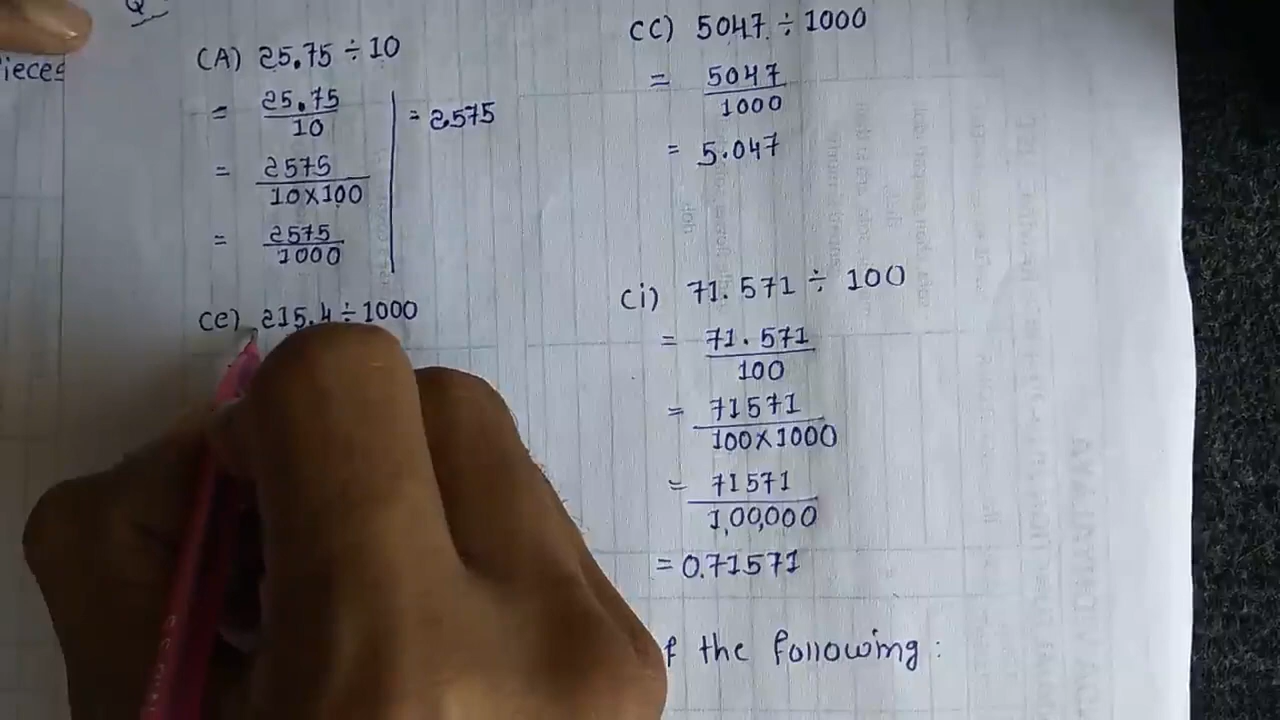 Q
ieces
(A) 25.75 ÷ 10
= 25.75 / 10
= 2575 / 10×100
= 2575 / 1000
= 2.575
(e) 215.4 ÷ 1000
(C) 5047 ÷ 1000
= 5047 / 1000
= 5.047
(i) 71.571 ÷ 100
= 71.571 / 100
= 71571 / 100×1000
= 71571 / 1,00,000
= 0.71571
f the following: